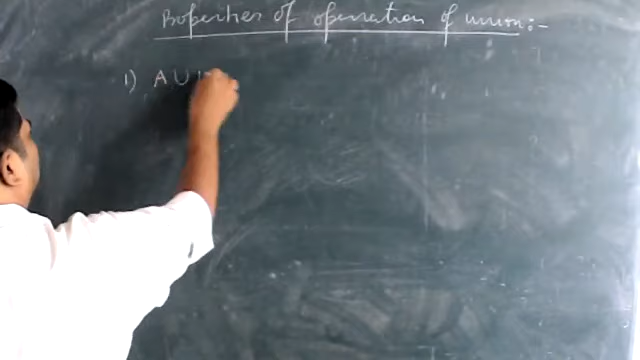 Properties of operation of union:-
1) A U